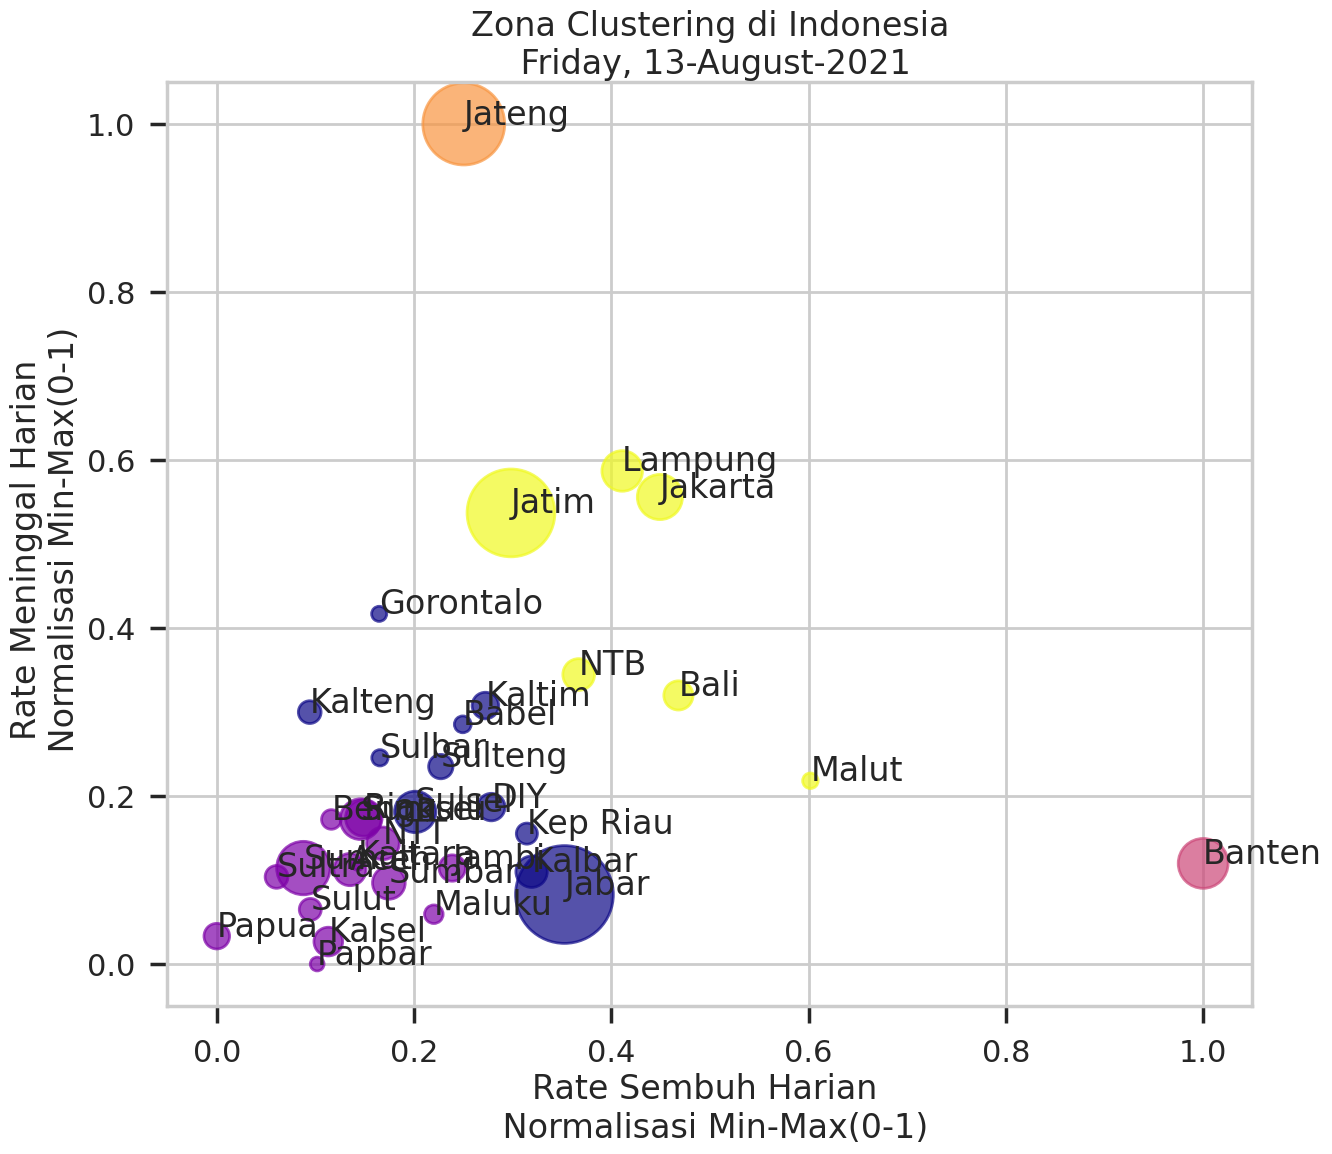 Zona Clustering di Indonesia
Friday, 13-August-2021
Rate Meninggal Harian
Normalisasi Min-Max(0-1)
1.0
0.8
0.6
0.4
0.2
0.0
Jateng
Lampung
Jakarta
Jatim
Gorontalo
NTB
Bali
Kaltim
Kalteng
Babel
Sulbar
Sulteng
Malut
DIY
Sulsel
Kep Riau
NTT
Kaltara
Jambi
Kalbar
Banten
Sumbar
Sultra
Jabar
Sulut
Maluku
Papua
Kalsel
Papbar
0.0 0.2 0.4 0.6 0.8 1.0
Rate Sembuh Harian
Normalisasi Min-Max(0-1)